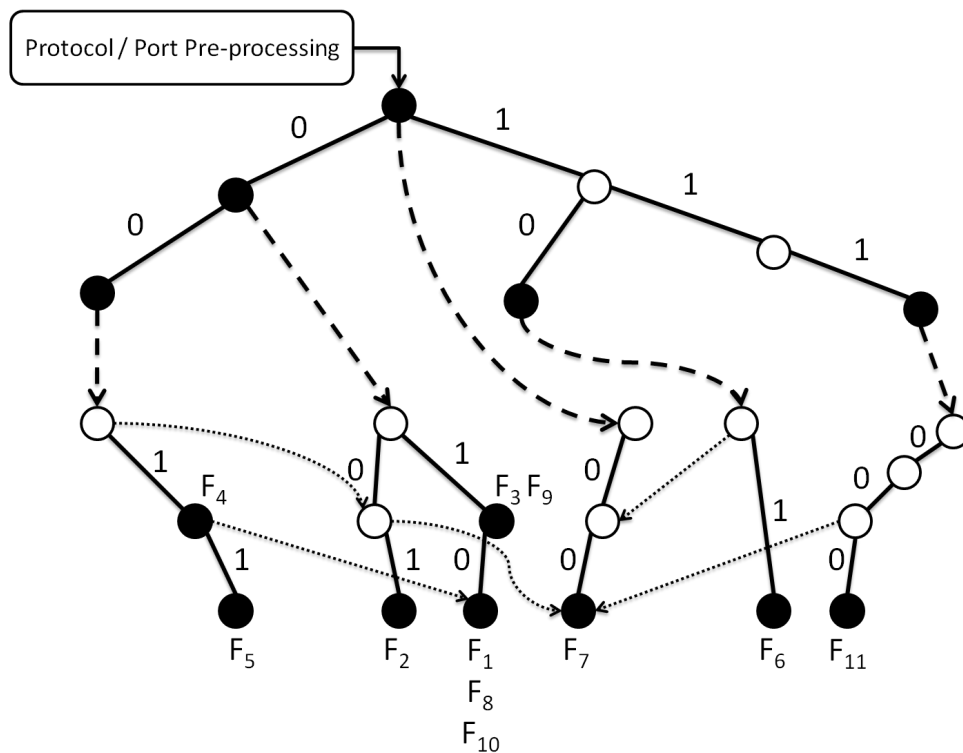 Protocol / Port Pre-processing
0 1
0 0 1 1
1 0 1 0 0
F4 F3 F9 0
1 1 0 0 1 0
F5 F2 F1 F7 F6 F11
F8
F10